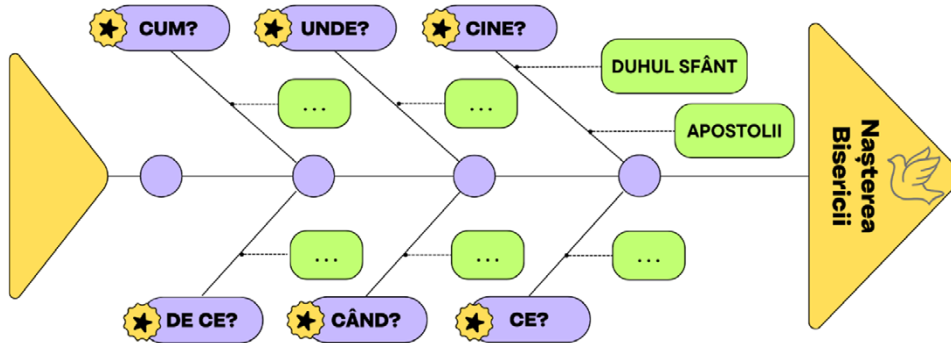 CUM?
UNDE?
CINE?
DUHUL SFÂNT
...
...
APOSTOLII
Nașterea
Bisericii
...
...
...
DE CE?
CÂND?
CE?